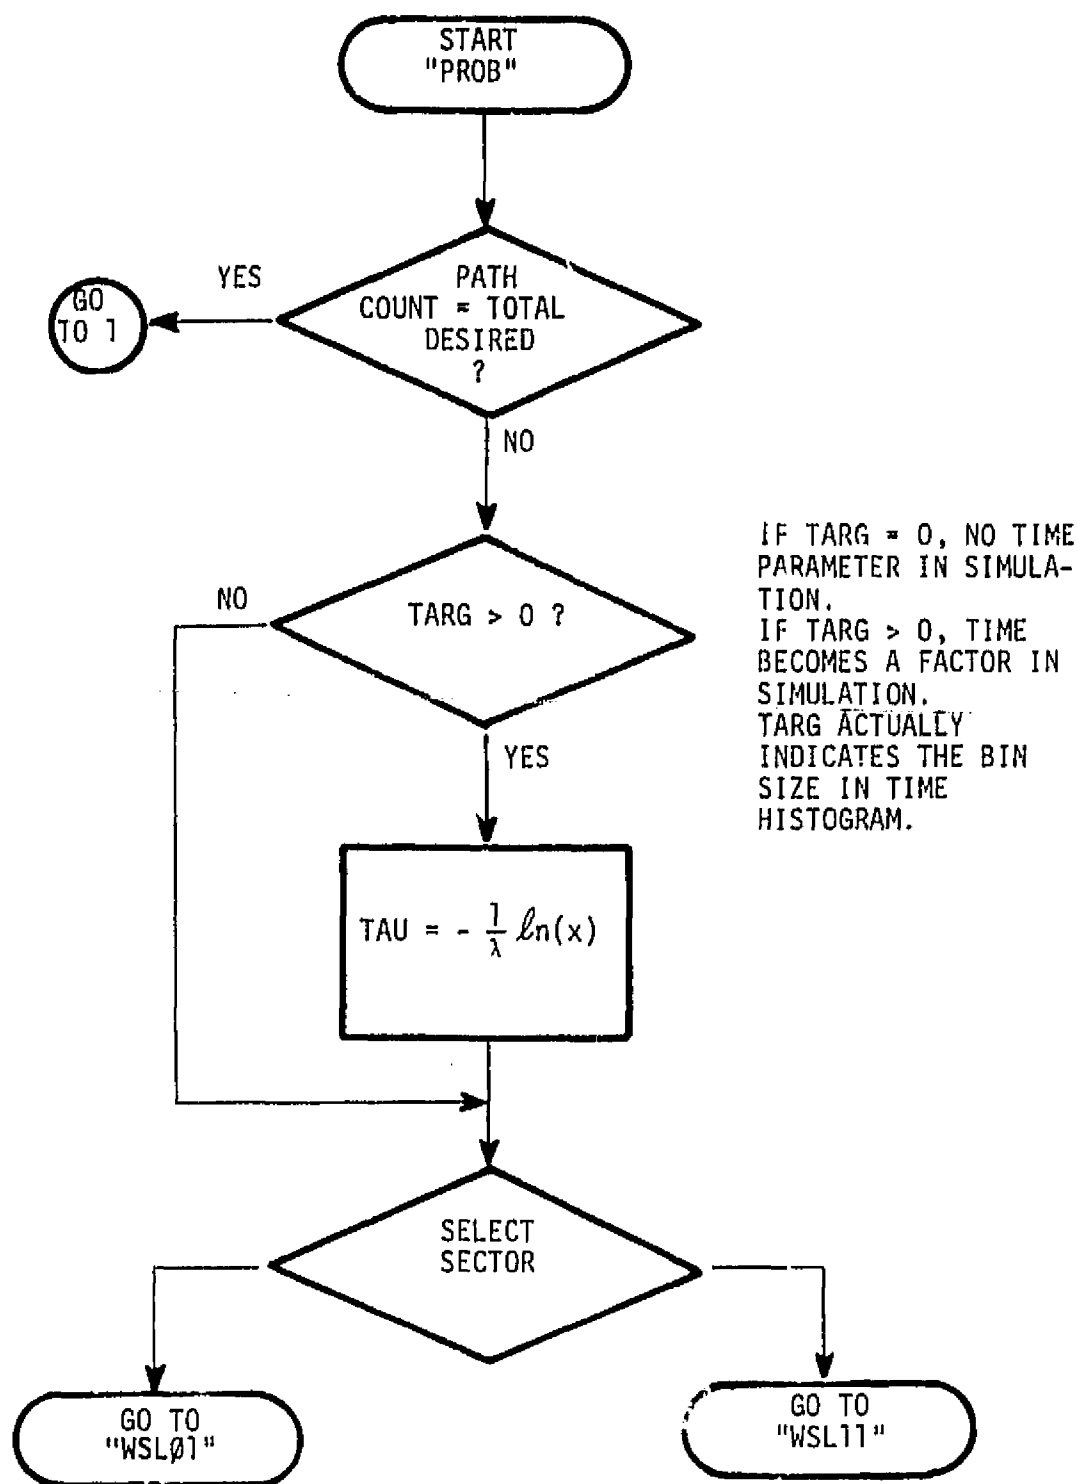 START
"PROB"
YES
PATH
COUNT = TOTAL
DESIRED
?
GO
TO 1
NO
IF TARG = 0, NO TIME
PARAMETER IN SIMULA-
TION.
IF TARG > 0, TIME
BECOMES A FACTOR IN
SIMULATION.
TARG ACTUALLY
INDICATES THE BIN
SIZE IN TIME
HISTOGRAM.
NO
TARG > 0 ?
YES
TAU = - 1/λ ℓn(x)
SELECT
SECTOR
GO TO
"WSLØ1"
GO TO
"WSL11"